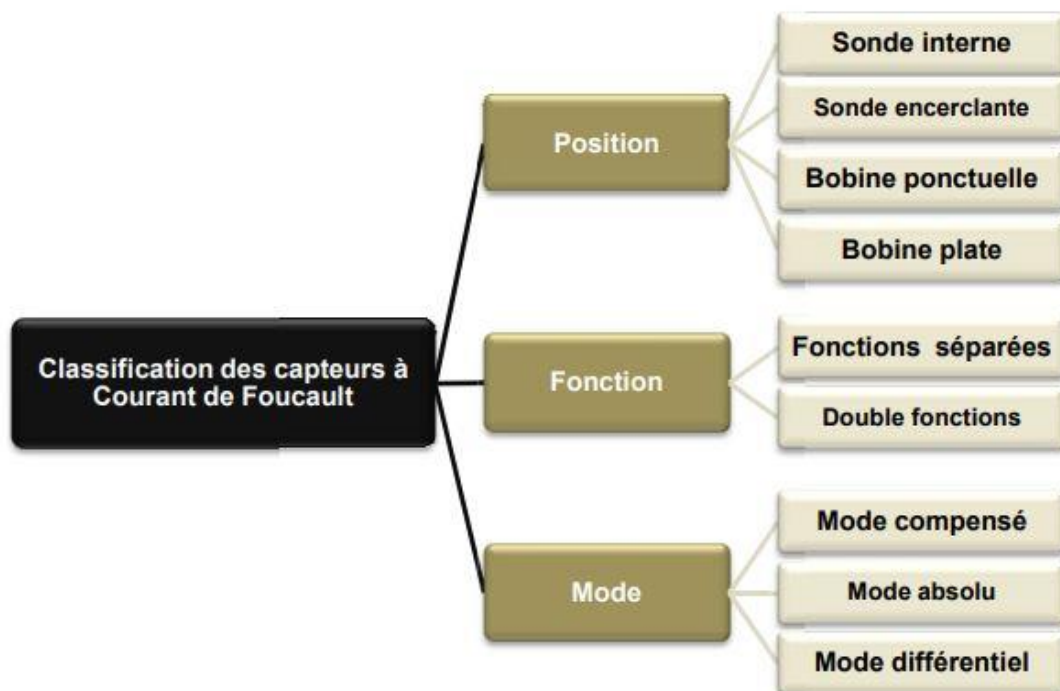 Classification des capteurs à
Courant de Foucault
Position
Sonde interne
Sonde encerclante
Bobine ponctuelle
Bobine plate
Fonction
Fonctions séparées
Double fonctions
Mode
Mode compensé
Mode absolu
Mode différentiel